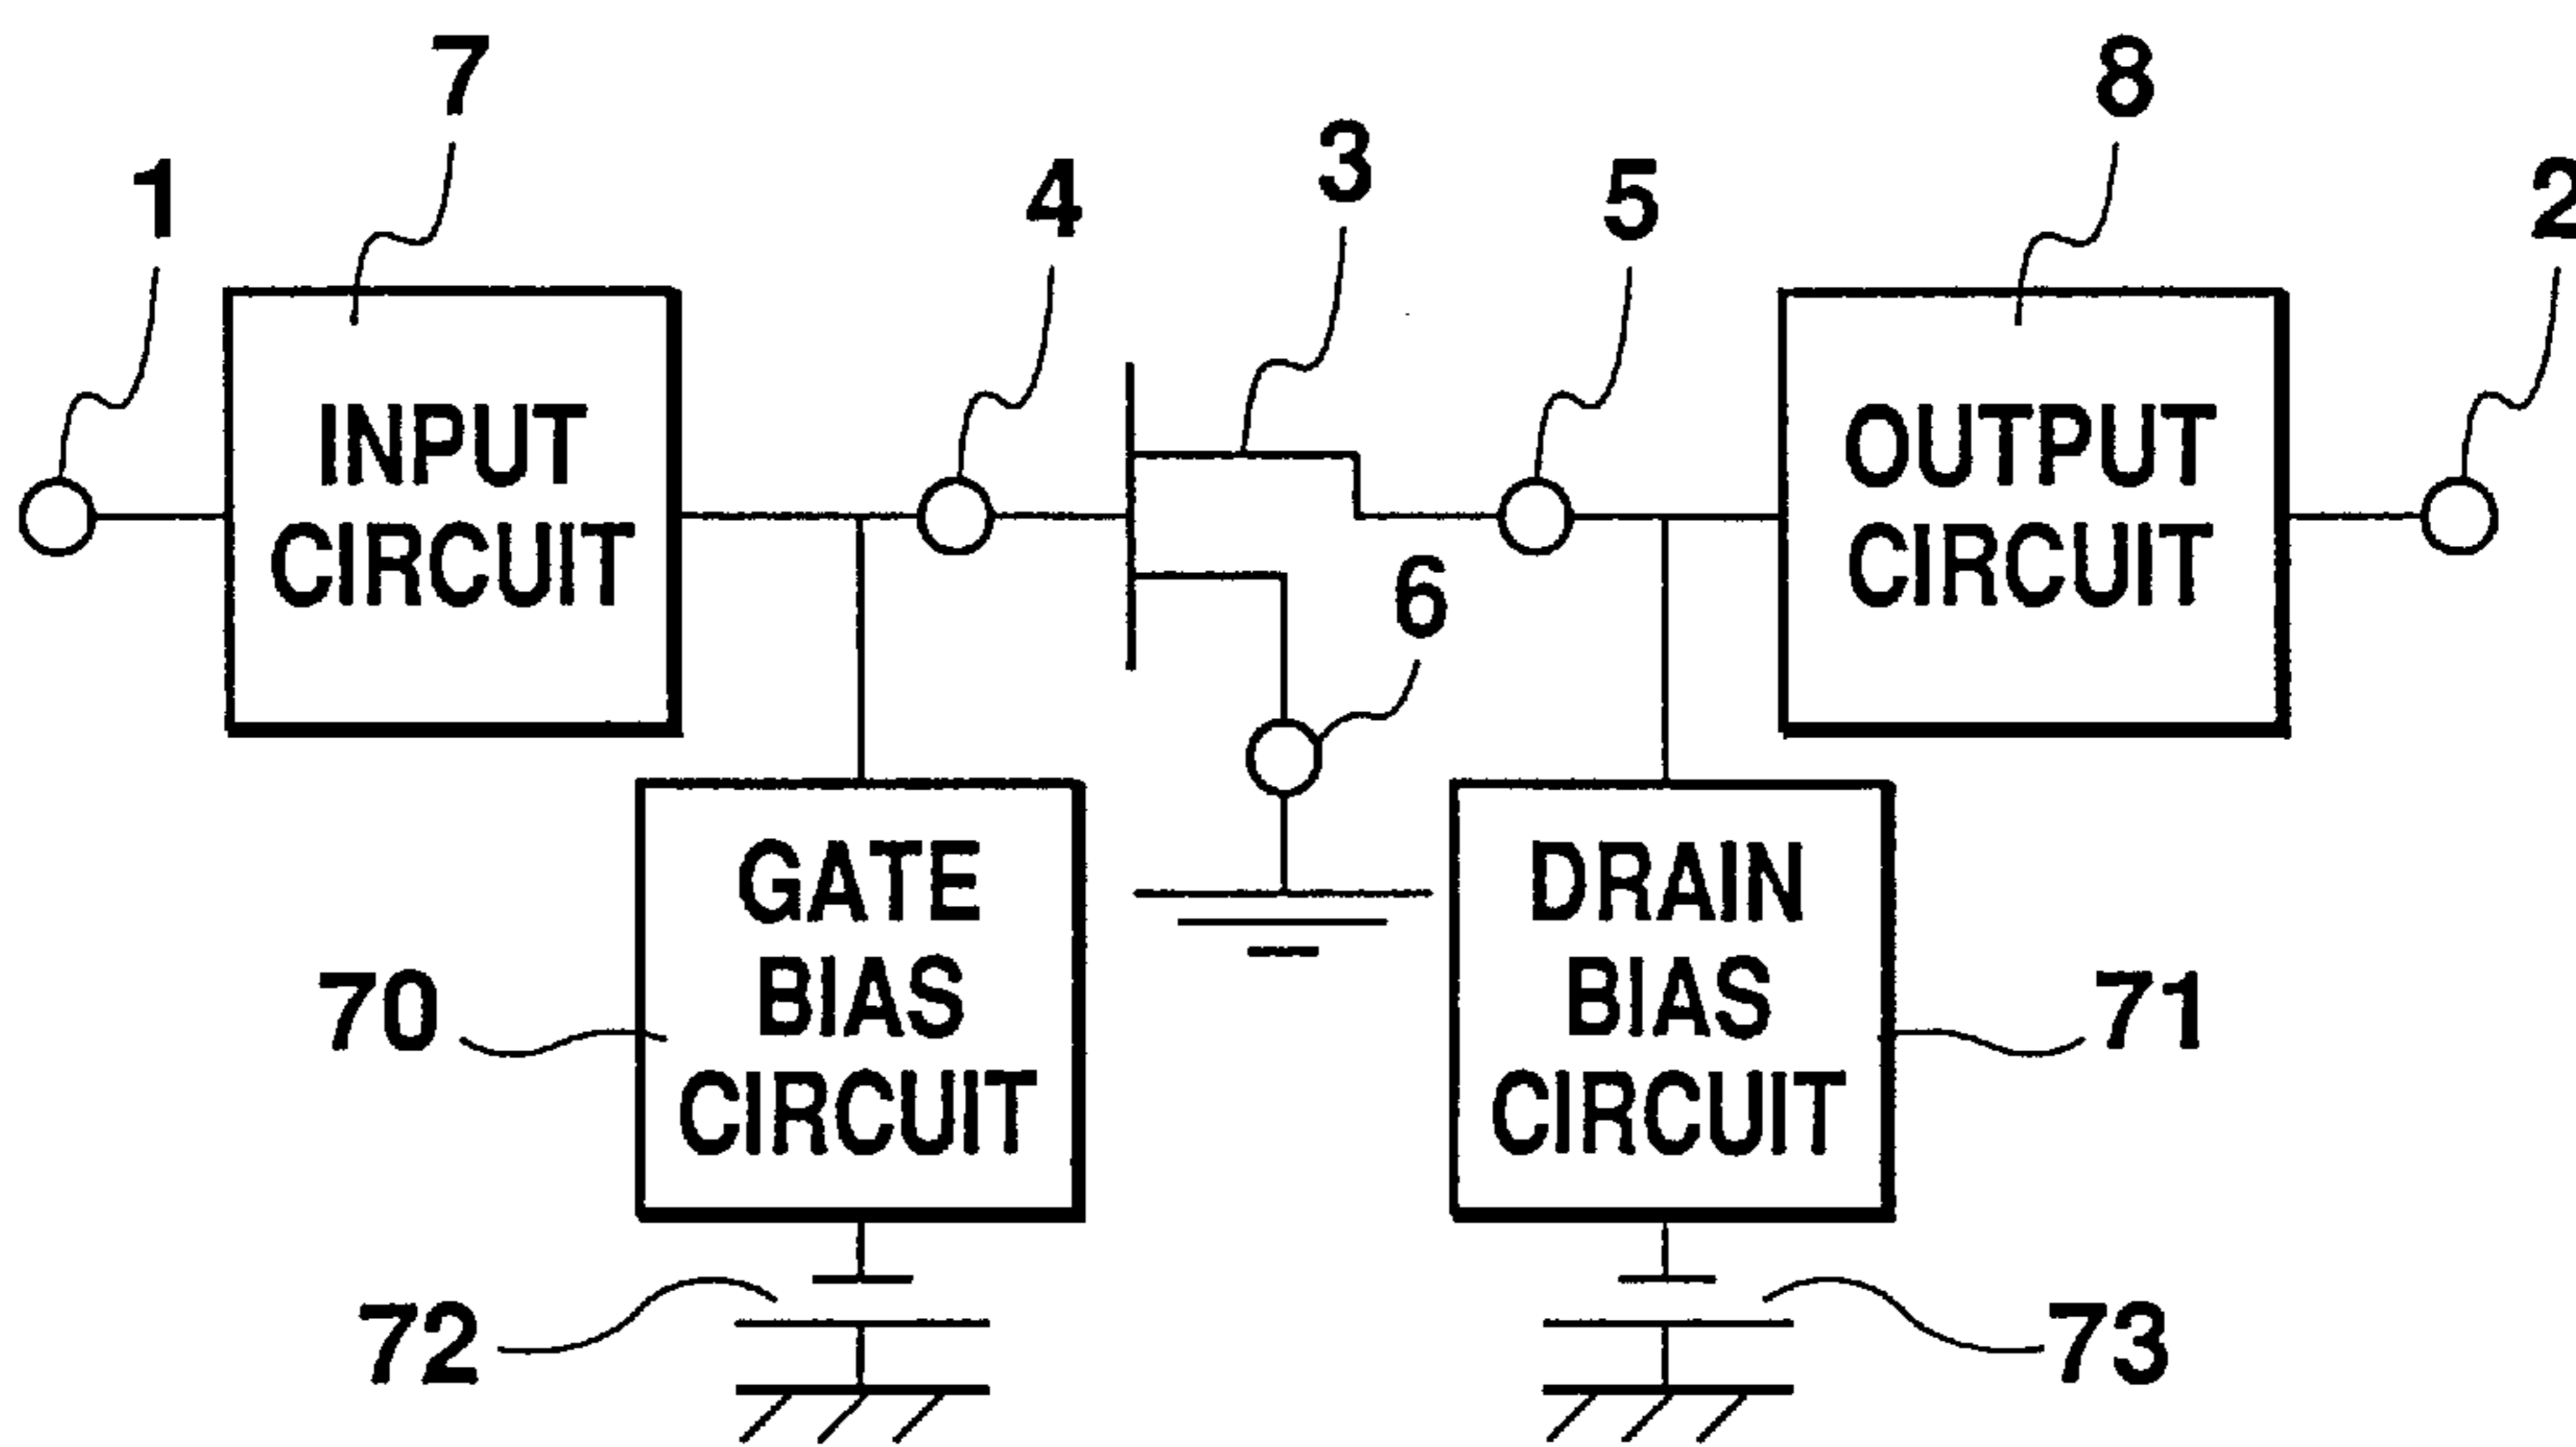 7
8
1
4
3
5
2
INPUT
CIRCUIT
OUTPUT
CIRCUIT
6
GATE
BIAS
CIRCUIT
DRAIN
BIAS
CIRCUIT
70
71
72
73